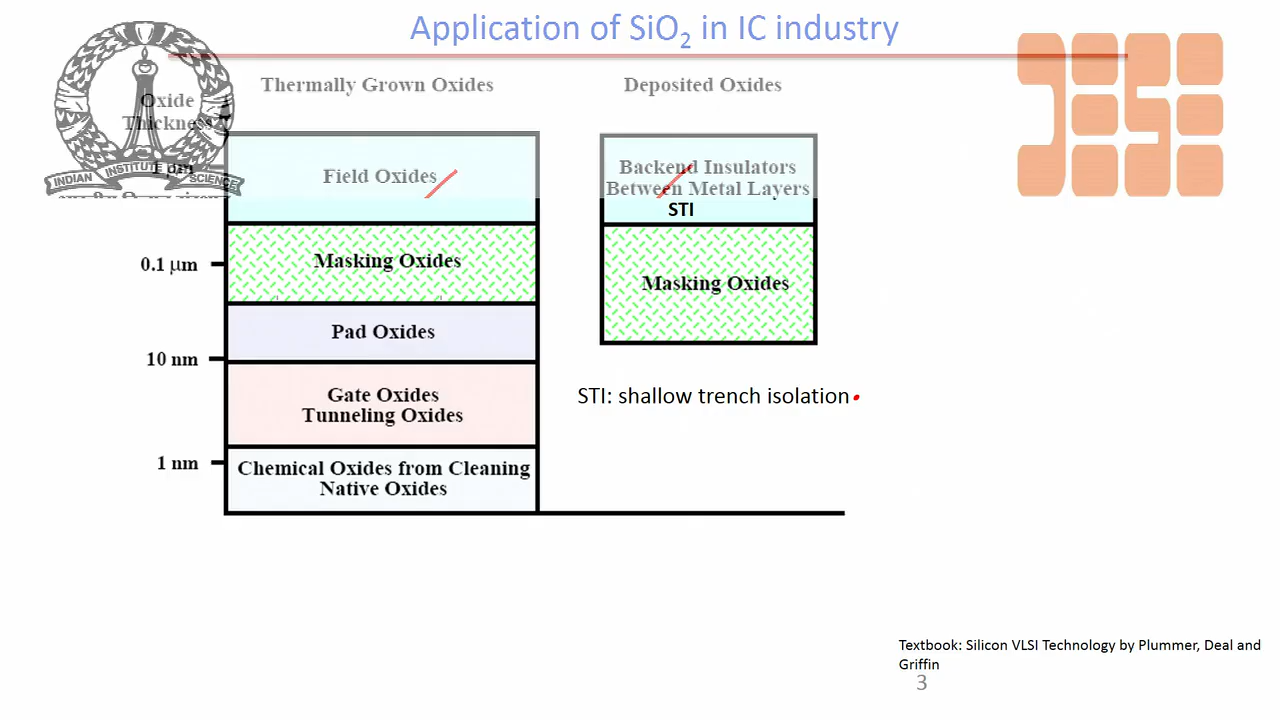 Application of SiO2 in IC industry
Thermally Grown Oxides
Deposited Oxides
Oxide
Thickness
1 μm
Field Oxides
Backend Insulators
Between Metal Layers
STI
INDIAN INSTITUTE OF SCIENCE
0.1 μm
Masking Oxides
Masking Oxides
Pad Oxides
10 nm
Gate Oxides
Tunneling Oxides
STI: shallow trench isolation
1 nm
Chemical Oxides from Cleaning
Native Oxides
Textbook: Silicon VLSI Technology by Plummer, Deal and
Griffin
3